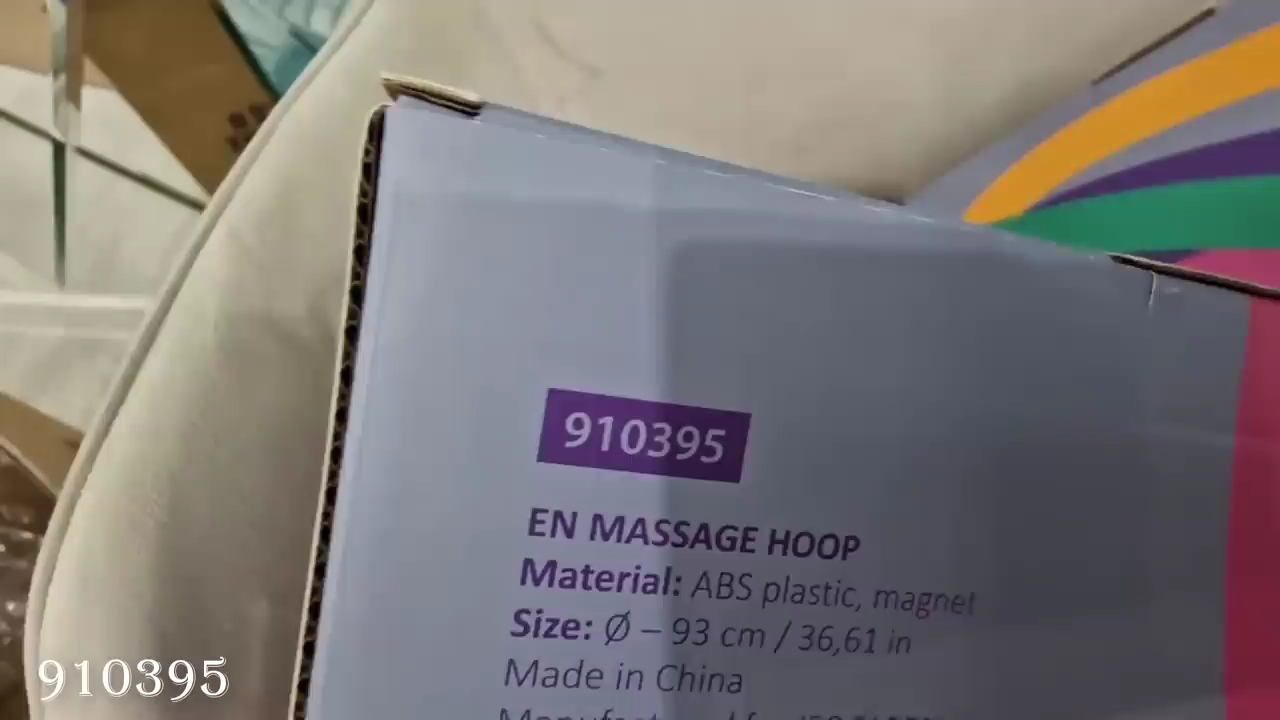 910395
EN MASSAGE HOOP
Material: ABS plastic, magnet
Size: Ø – 93 cm / 36,61 in
Made in China
910395